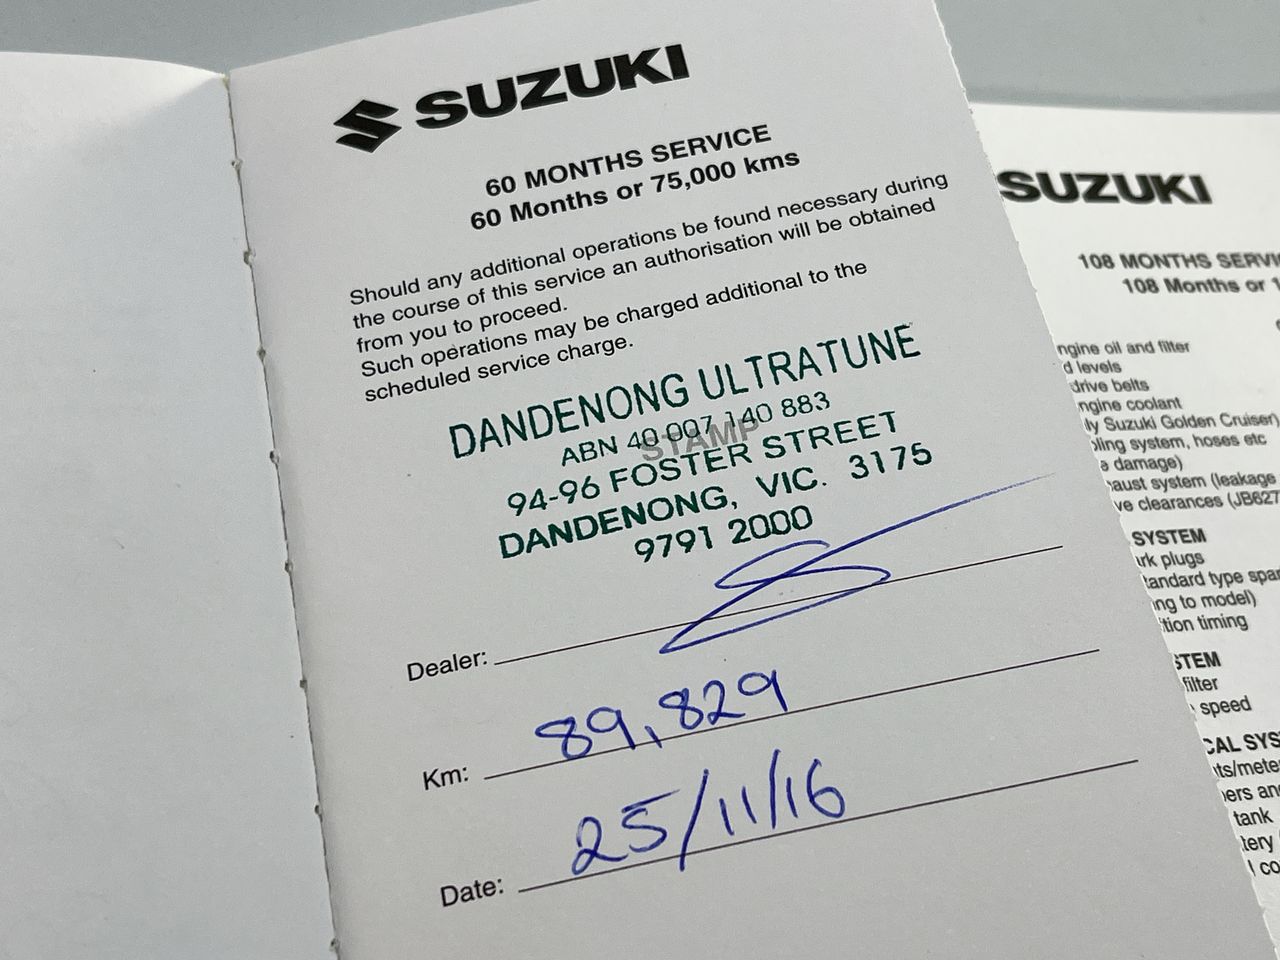 SUZUKI
60 MONTHS SERVICE
60 Months or 75,000 kms
Should any additional operations be found necessary during
the course of this service an authorisation will be obtained
from you to proceed.
Such operations may be charged additional to the
scheduled service charge.
DANDENONG ULTRATUNE
ABN 40 007 140 883
STAMP
94-96 FOSTER STREET
DANDENONG, VIC. 3175
9791 2000
Dealer:
Km: 89,829
Date: 25/11/16
SUZUKI
108 MONTHS SERVI
108 Months or 1
ngine oil and filter
d levels
drive belts
ngine coolant
ly Suzuki Golden Cruiser)
ling system, hoses etc
damage)
aust system (leakage
ve clearances (JB627
SYSTEM
rk plugs
tandard type spar
ng to model)
tion timing
STEM
filter
speed
CAL SYS
ts/mete
ers an
tank
tery
l co